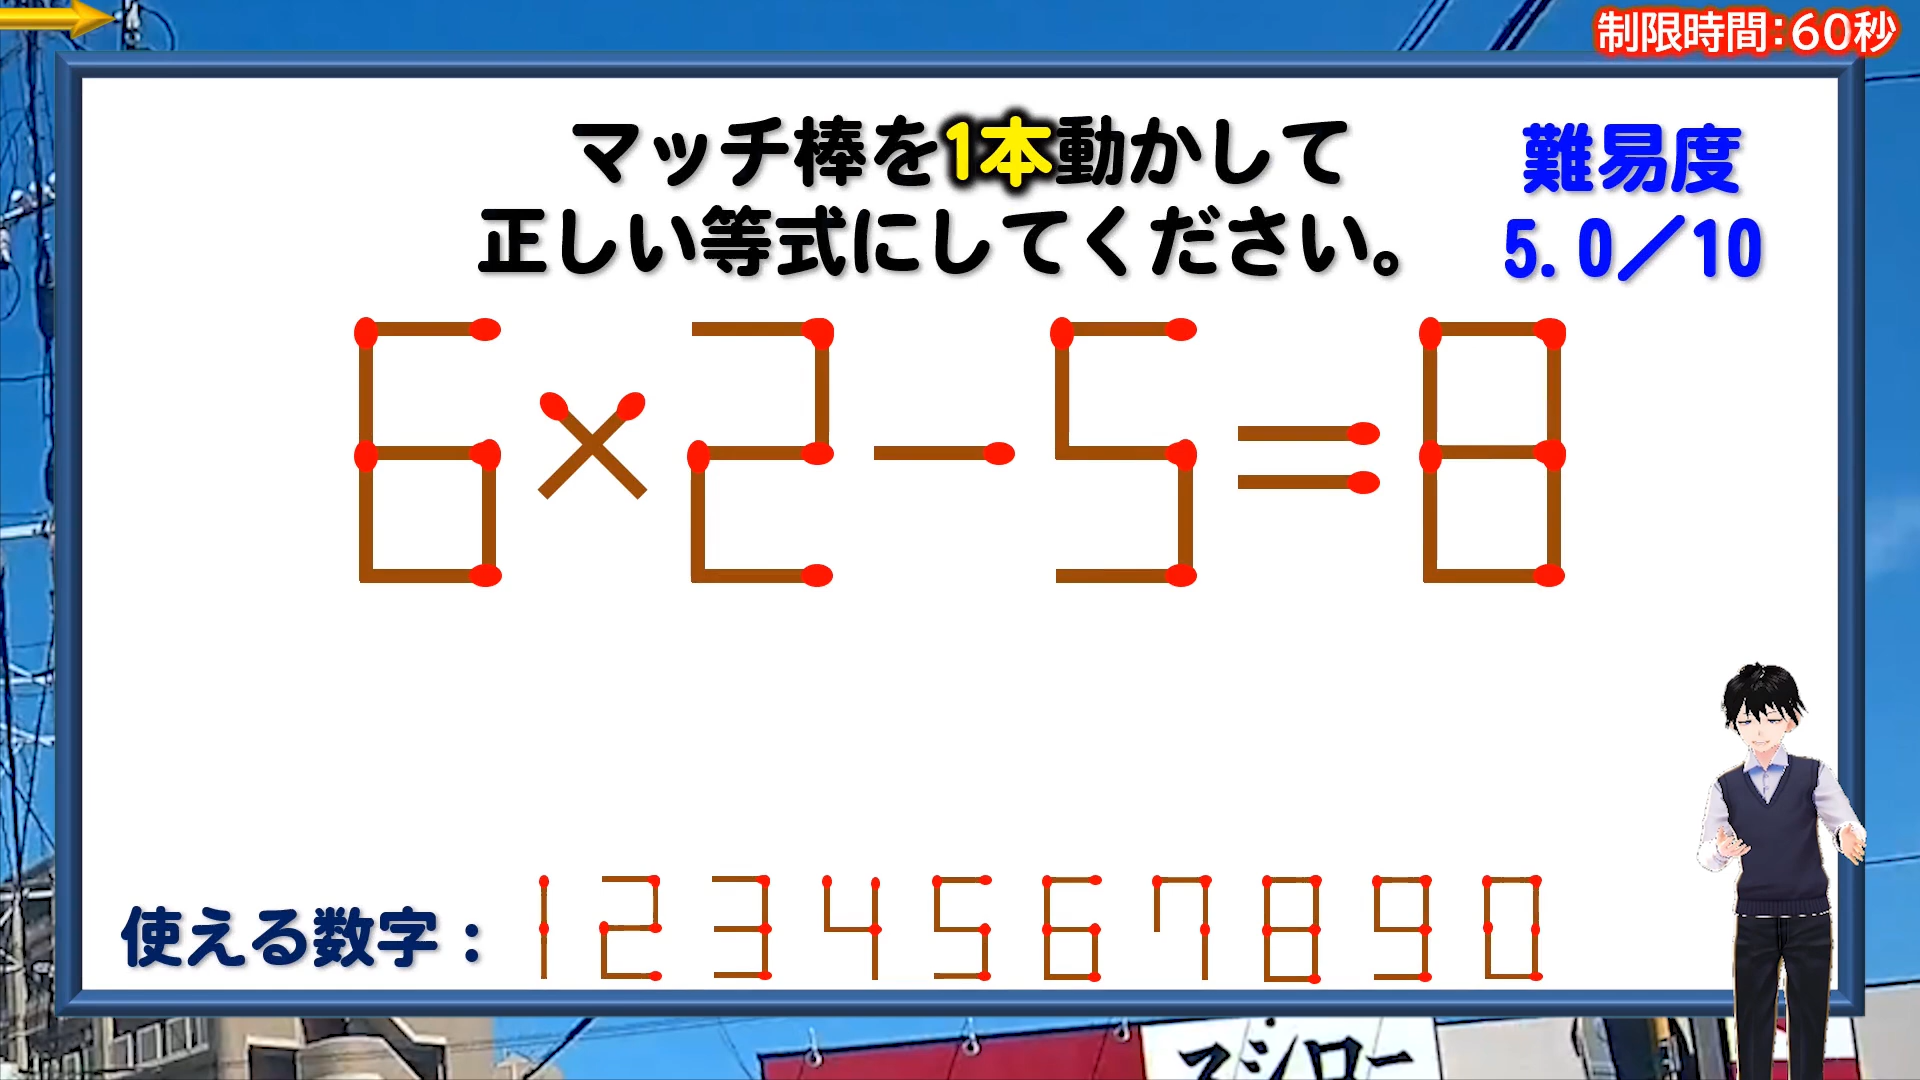 制限時間:60秒
マッチ棒を1本動かして
正しい等式にしてください。
難易度
5.0/10
6×2-5=8
使える数字:1234567890
マシロー